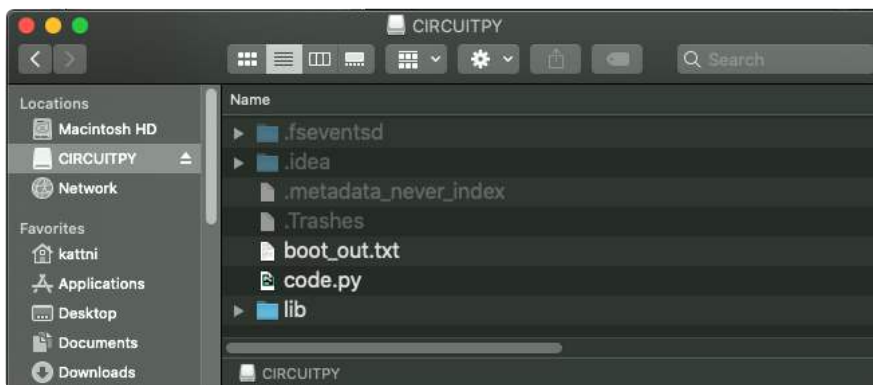 CIRCUITPY
Search
Locations
Macintosh HD
CIRCUITPY
Network
Favorites
kattni
Applications
Desktop
Documents
Downloads
Name
.fseventsd
.idea
.metadata_never_index
.Trashes
boot_out.txt
code.py
lib
CIRCUITPY